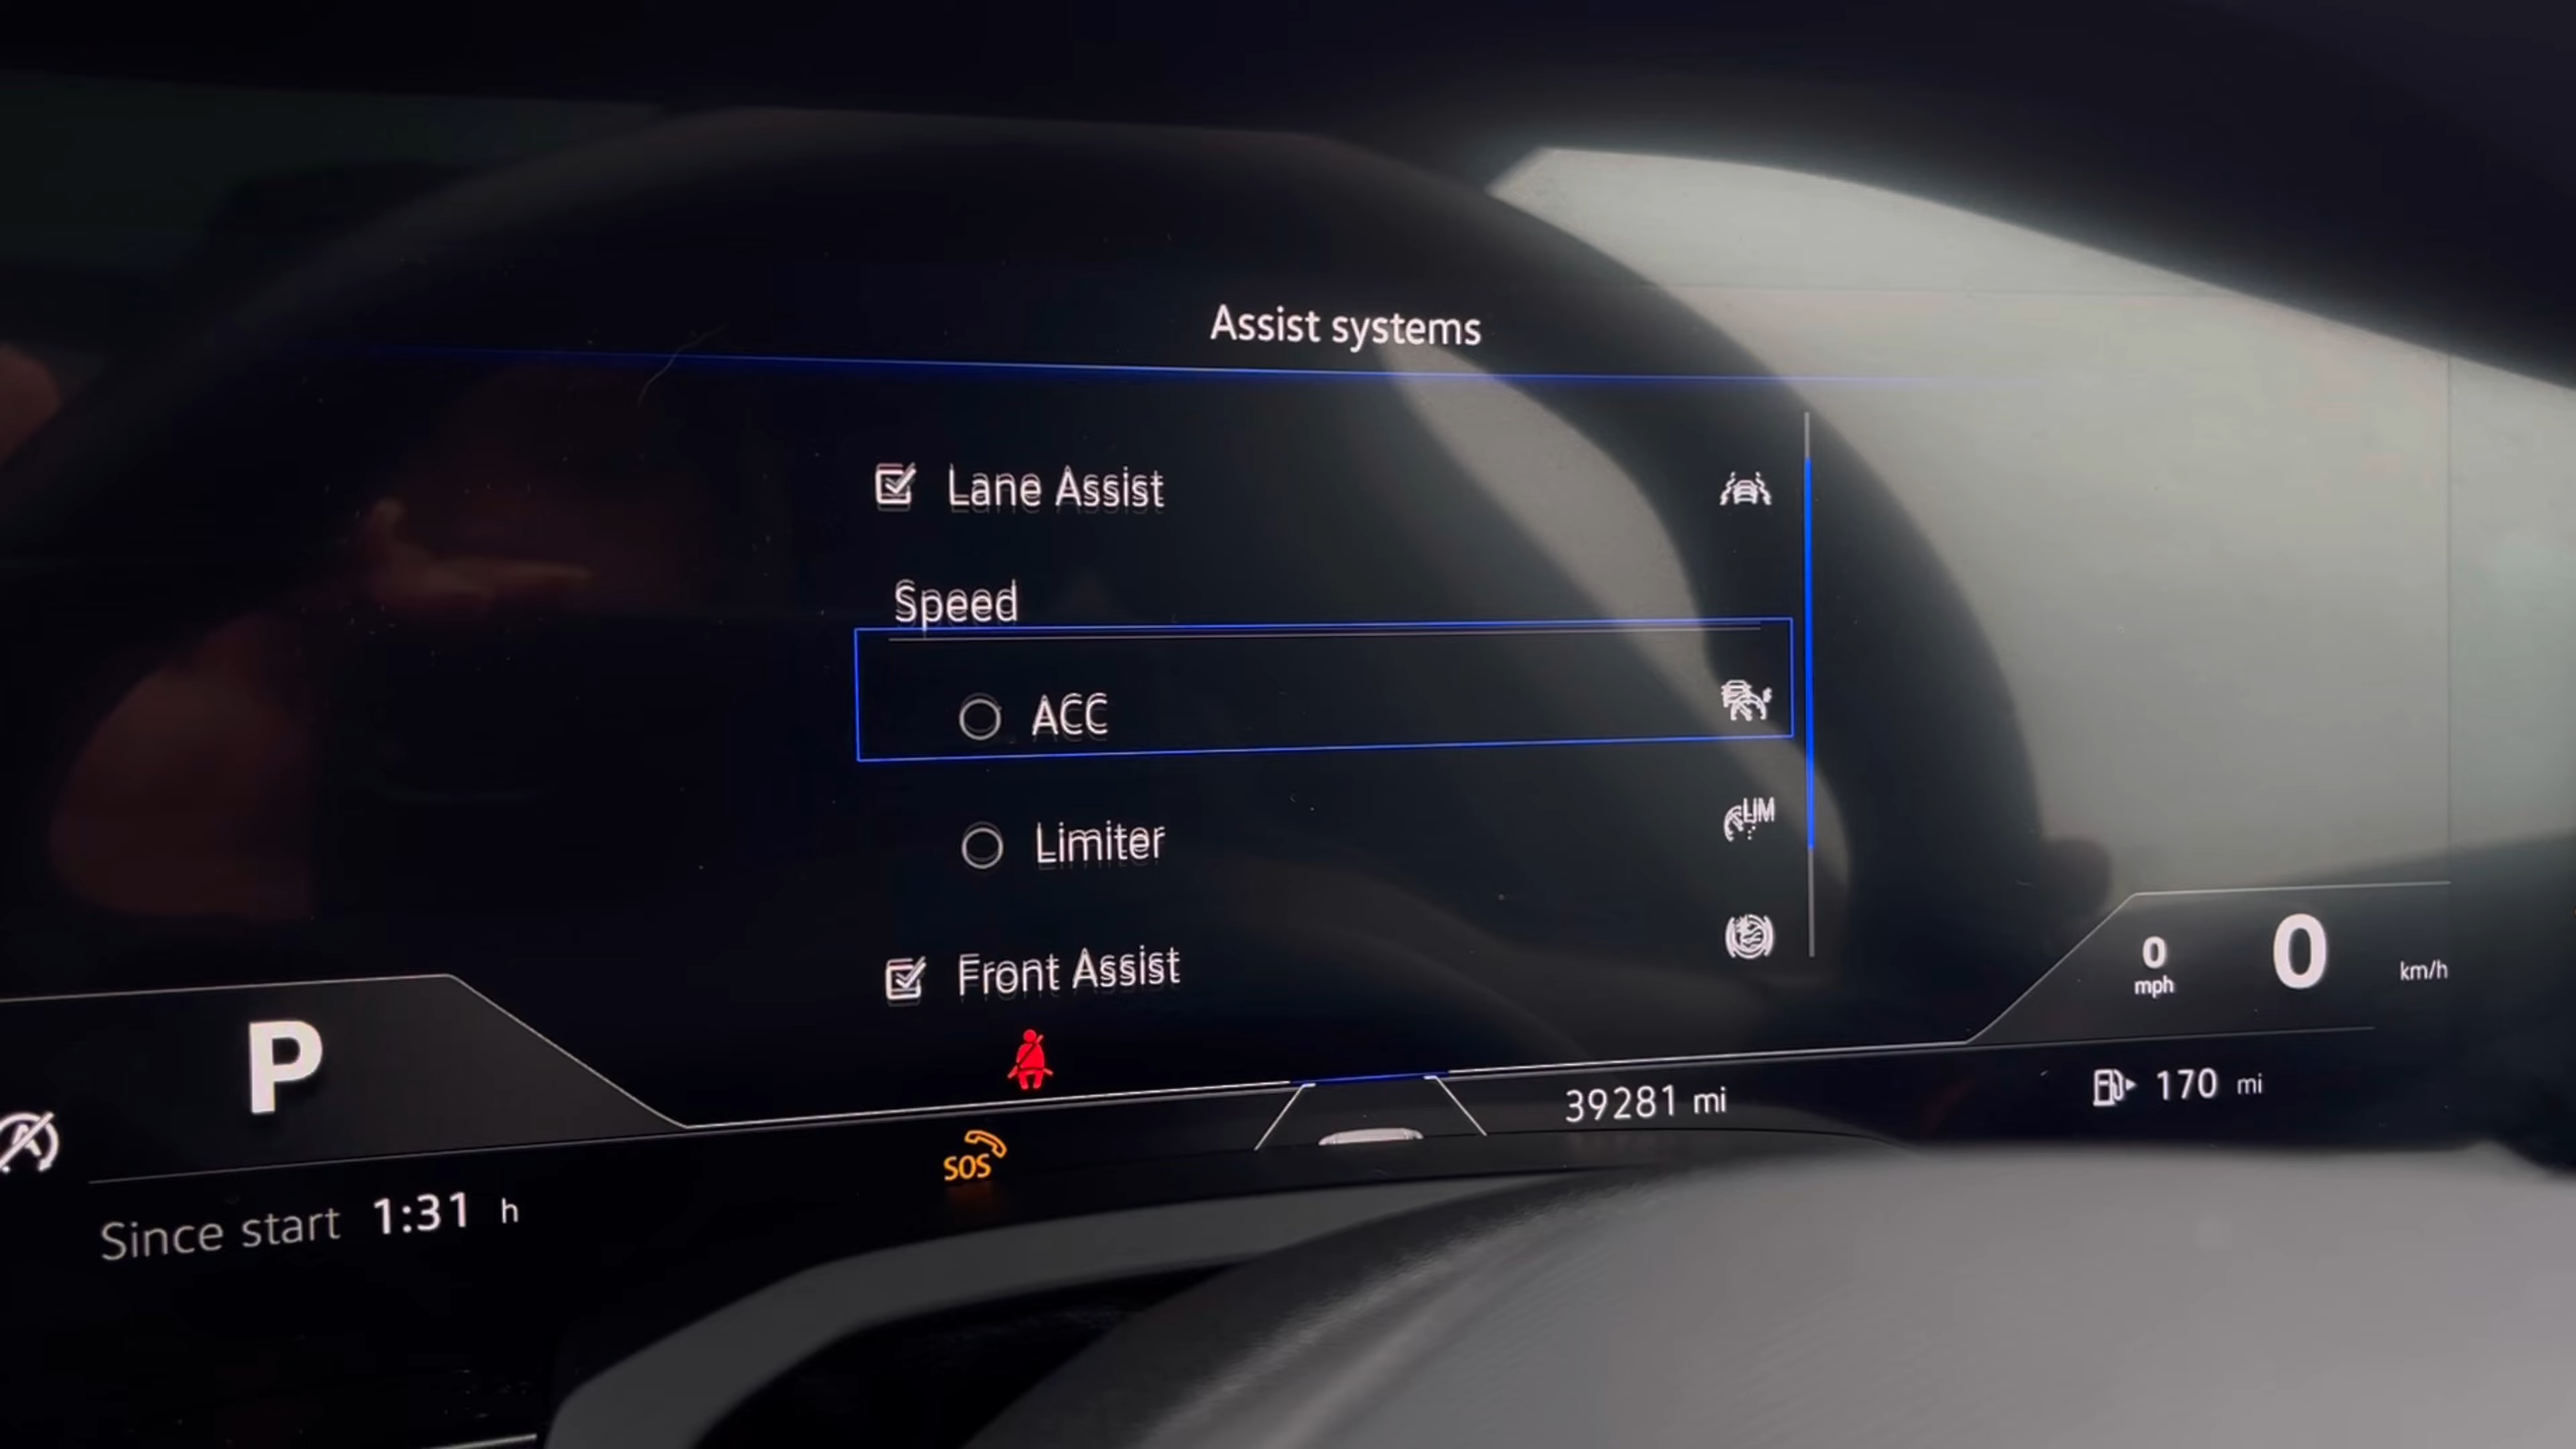 Assist systems
Lane Assist
Speed
ACC
Limiter
LIM
Front Assist
P
0 mph
0 km/h
A
SOS
39281 mi
170 mi
Since start 1:31 h